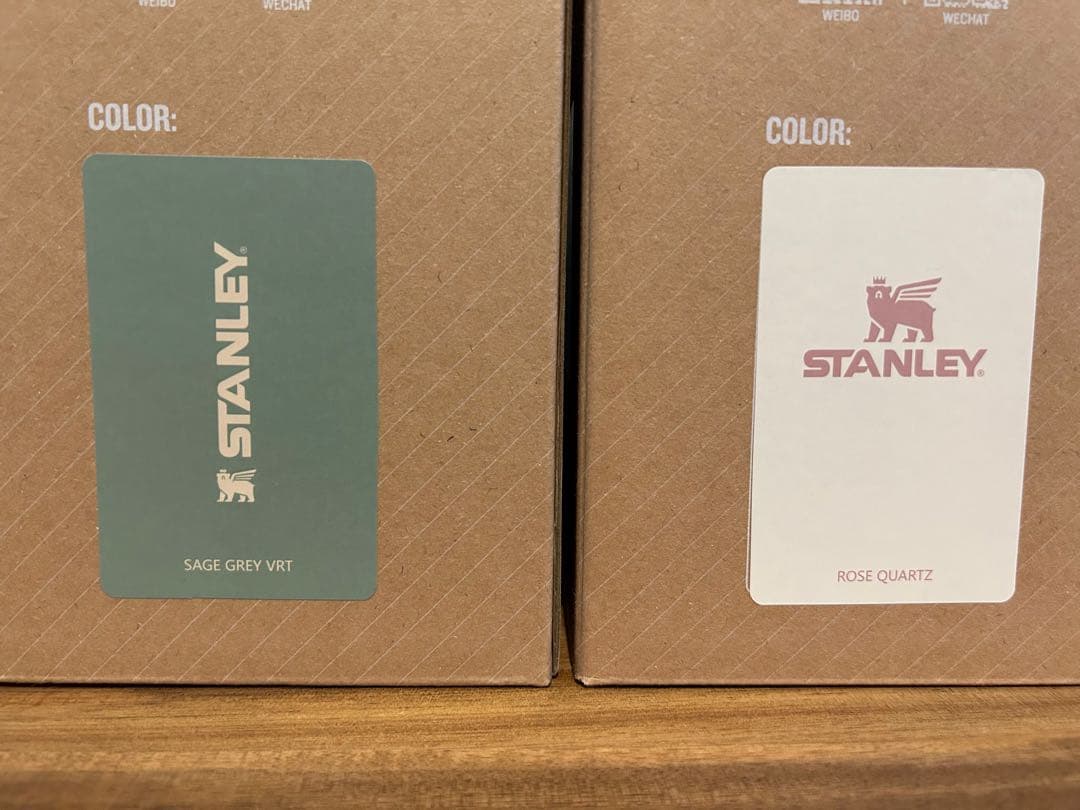 WEIBO
WECHAT
COLOR:
STANLEY®
SAGE GREY VRT
WEIBO
WECHAT
COLOR:
STANLEY®
ROSE QUARTZ